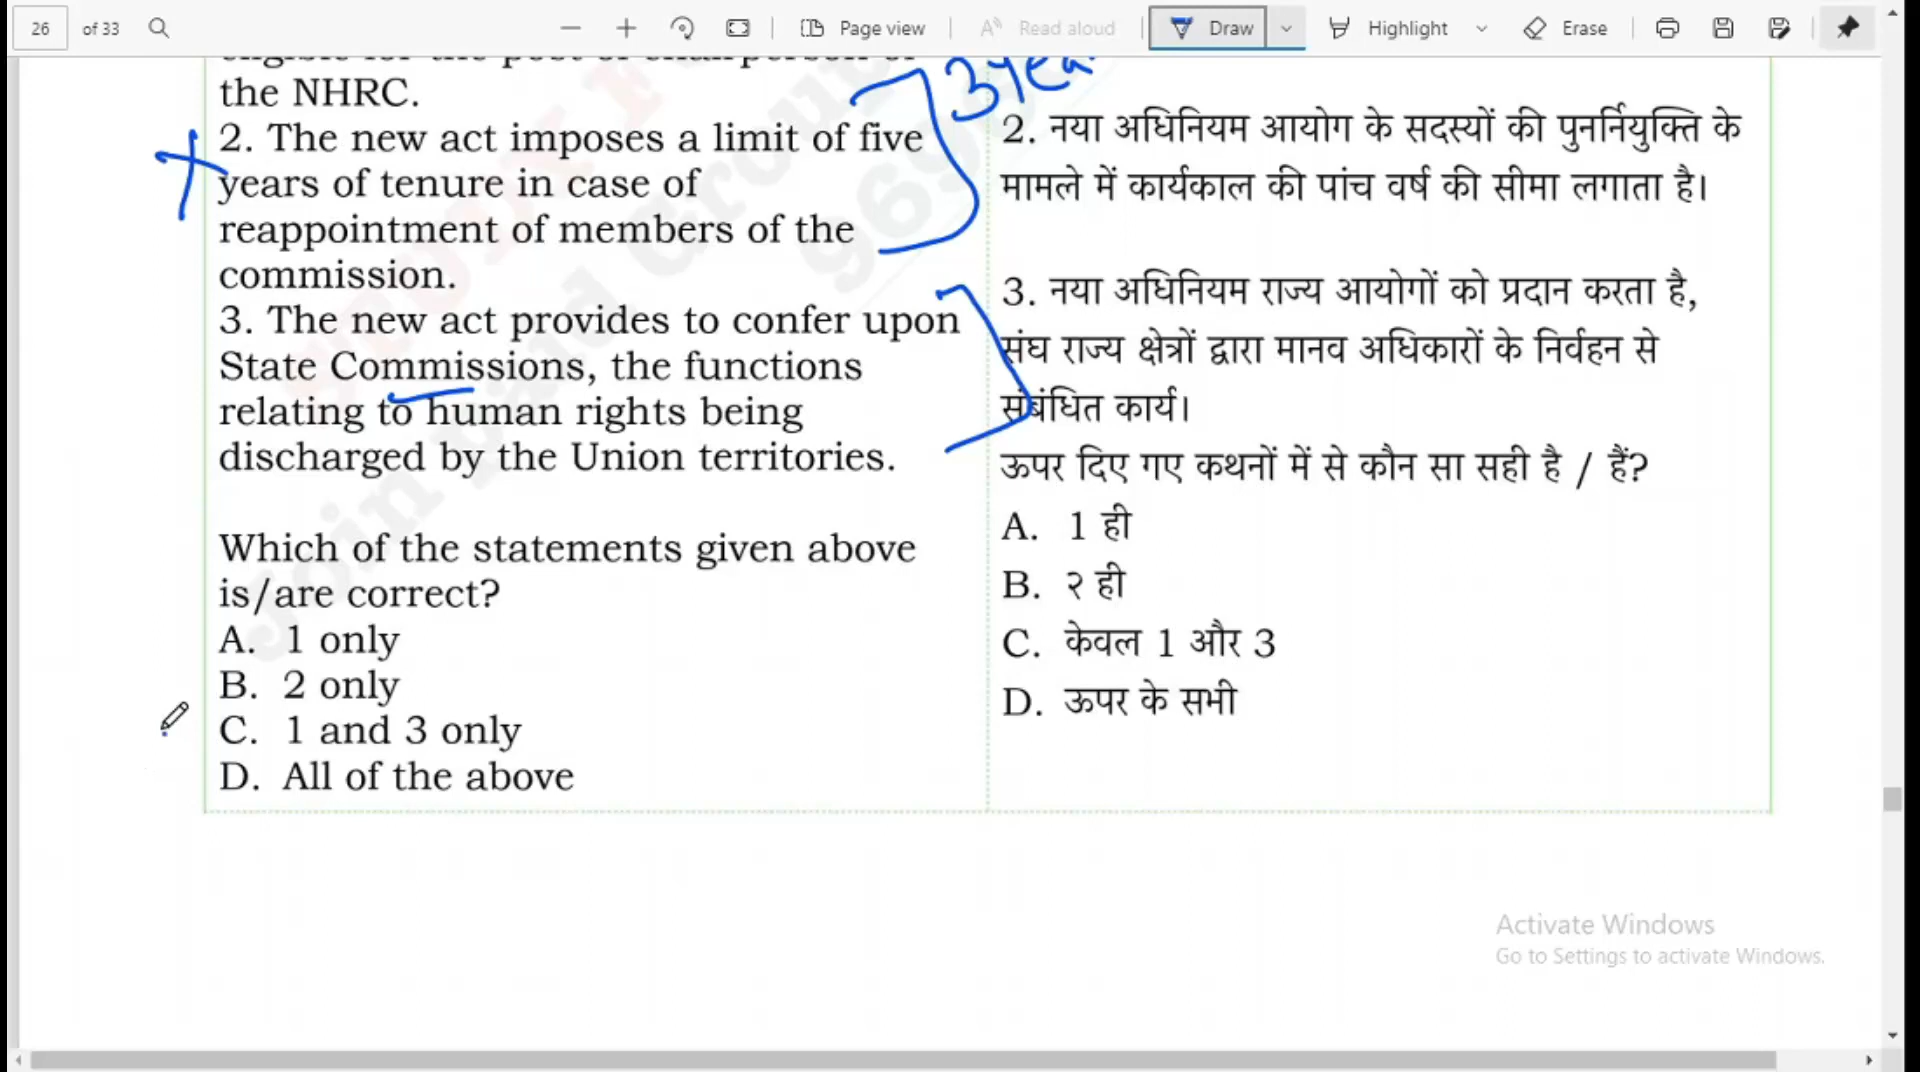 26 of 33 Page view Read aloud Draw Highlight Erase
the NHRC.
2. The new act imposes a limit of five
years of tenure in case of
reappointment of members of the
commission.
3. The new act provides to confer upon
State Commissions, the functions
relating to human rights being
discharged by the Union territories.
Which of the statements given above
is/are correct?
A. 1 only
B. 2 only
C. 1 and 3 only
D. All of the above
2. नया अधिनियम आयोग के सदस्यों की पुनर्नियुक्ति के
मामले में कार्यकाल की पांच वर्ष की सीमा लगाता है।
3. नया अधिनियम राज्य आयोगों को प्रदान करता है,
संघ राज्य क्षेत्रों द्वारा मानव अधिकारों के निर्वहन से
संबंधित कार्य।
ऊपर दिए गए कथनों में से कौन सा सही है / हैं?
A. 1 ही
B. २ ही
C. केवल 1 और 3
D. ऊपर के सभी
Activate Windows
Go to Settings to activate Windows.